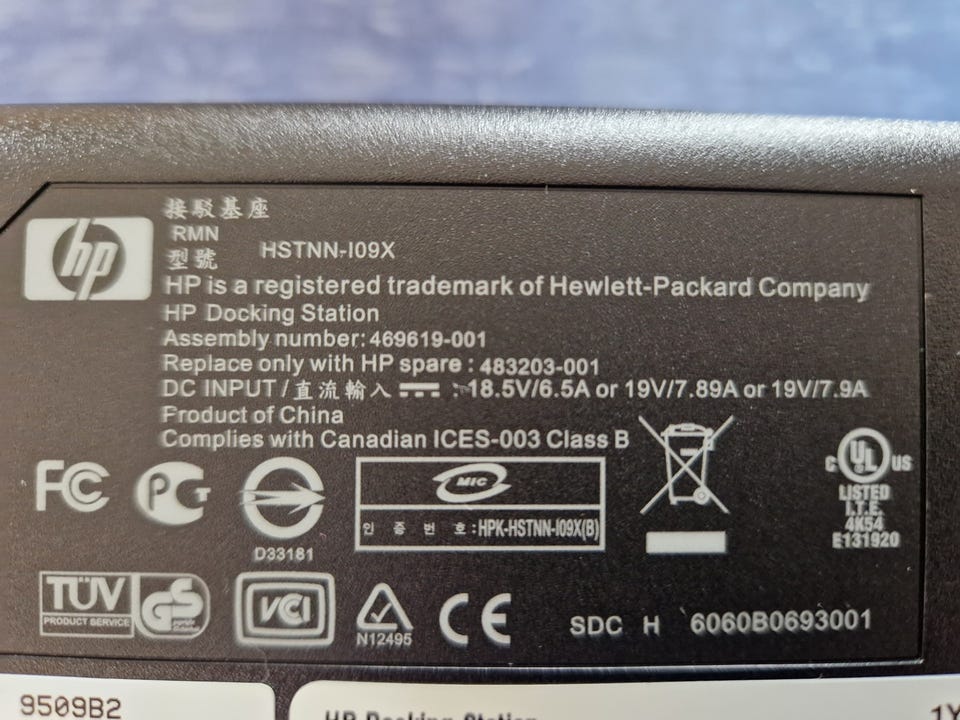 hp
接駁基座
RMN
型號 HSTNN-I09X
HP is a registered trademark of Hewlett-Packard Company
HP Docking Station
Assembly number: 469619-001
Replace only with HP spare : 483203-001
DC INPUT /直流輸入 : 18.5V/6.5A or 19V/7.89A or 19V/7.9A
Product of China
Complies with Canadian ICES-003 Class B
FC
PCT
D33181
MIC
인 증 번 호 : HPK-HSTNN-I09X(B)
C UL US
LISTED
I.T.E.
4K54
E131920
TÜV
PRODUCT SERVICE
GS
VCI
N12495
CE
SDC H 6060B0693001
9509B2
HP Docking Station
1Y